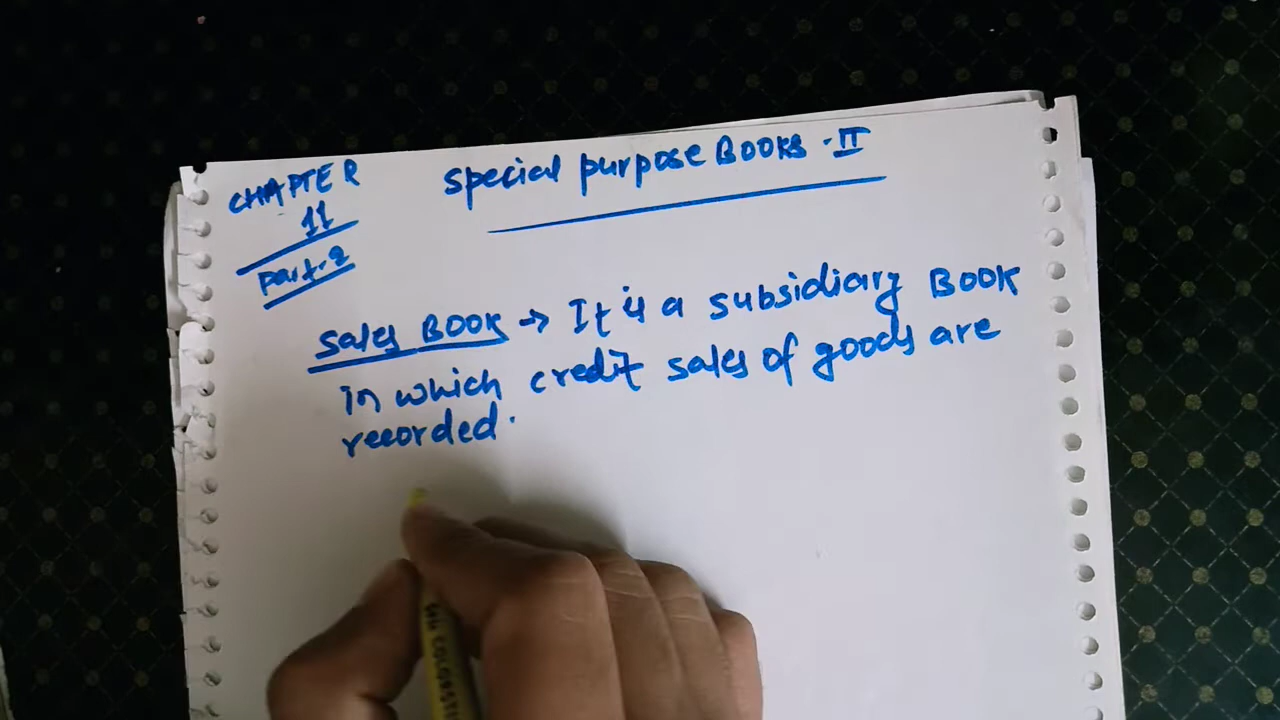 CHAPTER
11
Part-2
Special purpose BOOKS-II
Sales BOOK → It is a subsidiary BOOK
in which credit sales of goods are
recorded.